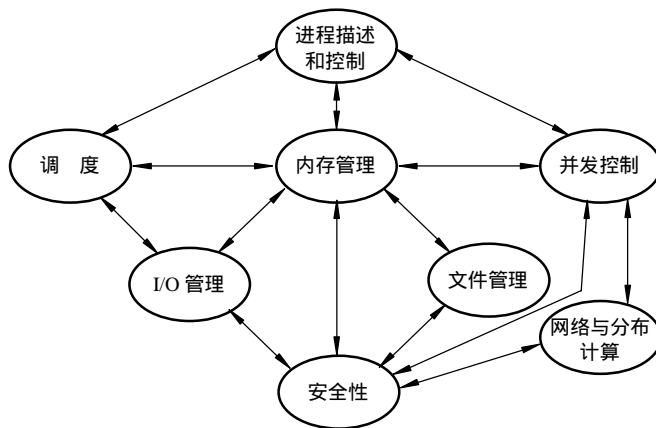 进程描述
和控制
调　度
内存管理
并发控制
I/O 管理
文件管理
网络与分布
计算
安全性